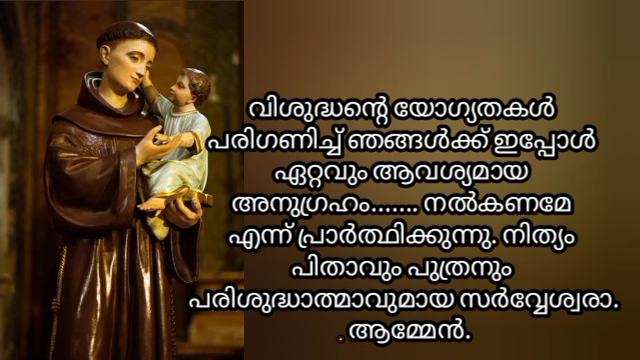 വിശുദ്ധന്റെ യോഗ്യതകൾ
പരിഗണിച്ച് ഞങ്ങൾക്ക് ഇപ്പോൾ
ഏറ്റവും ആവശ്യമായ
അനുഗ്രഹം....... നൽകണമേ
എന്ന് പ്രാർത്ഥിക്കുന്നു. നിത്യം
പിതാവും പുത്രനും
പരിശുദ്ധാത്മാവുമായ സർവ്വേശ്വരാ.
. ആമ്മേൻ.